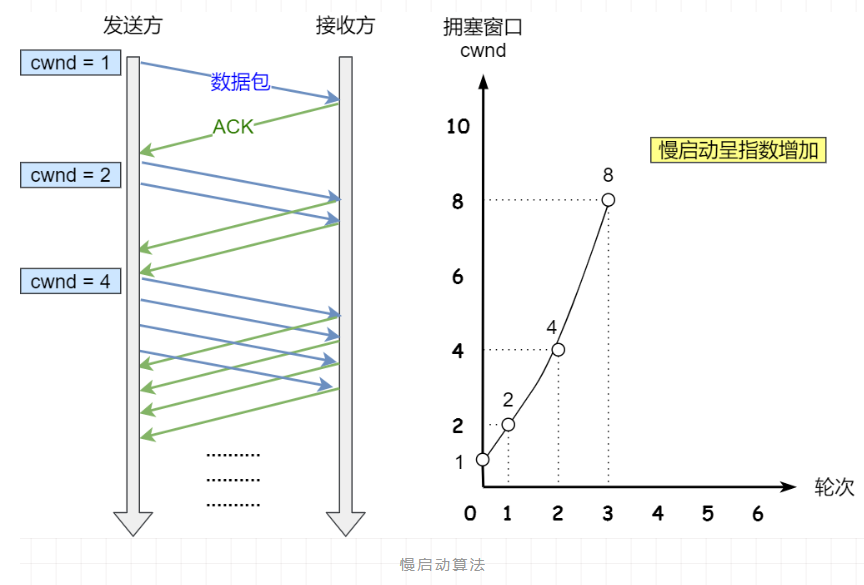 发送方
接收方
cwnd = 1
数据包
ACK
cwnd = 2
cwnd = 4
..........
..........
..........
拥塞窗口
cwnd
10
慢启动呈指数增加
8
8
6
4
4
2
2
1
0 1 2 3 4 5 6
轮次
慢启动算法